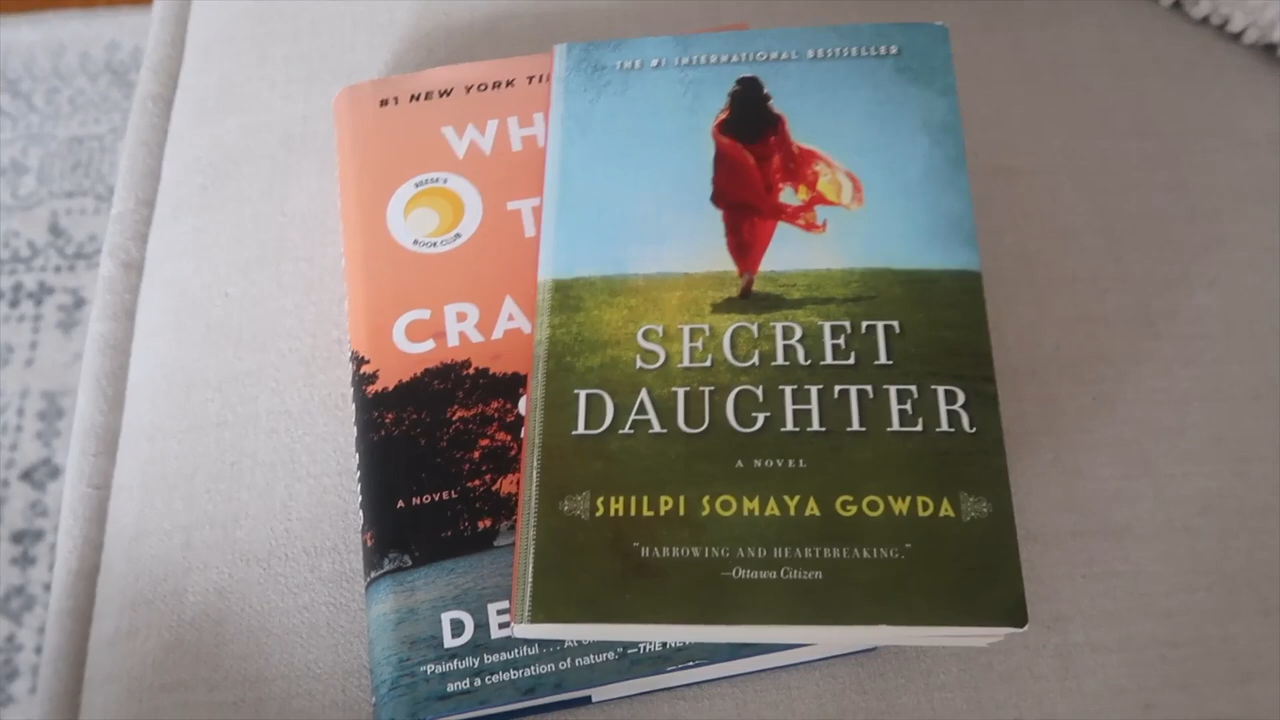 #1 NEW YORK TI
WH
REESE'S
BOOK CLUB
T
CRA
S
A NOVEL
DE
"Painfully beautiful . . . At o
and a celebration of nature." —THE NEW
THE #1 INTERNATIONAL BESTSELLER
SECRET
DAUGHTER
A NOVEL
SHILPI SOMAYA GOWDA
"HARROWING AND HEARTBREAKING."
—Ottawa Citizen